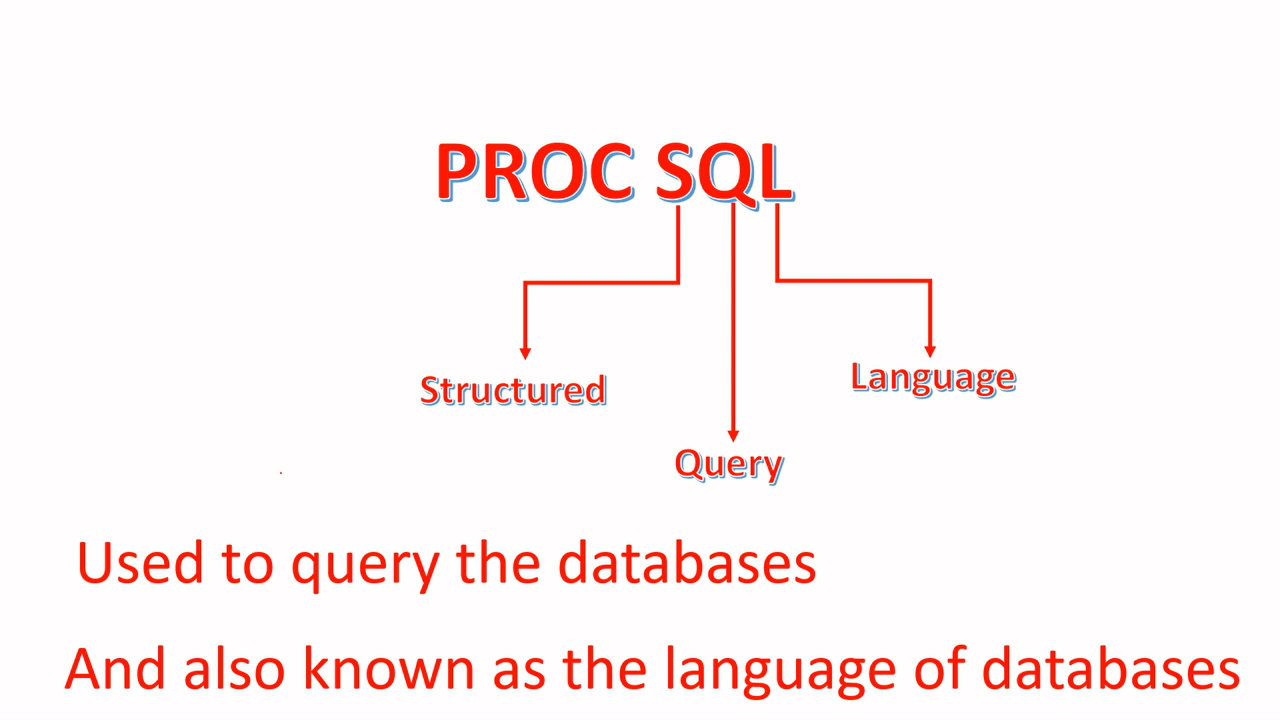 PROC SQL
Structured
Language
Query
Used to query the databases
And also known as the language of databases